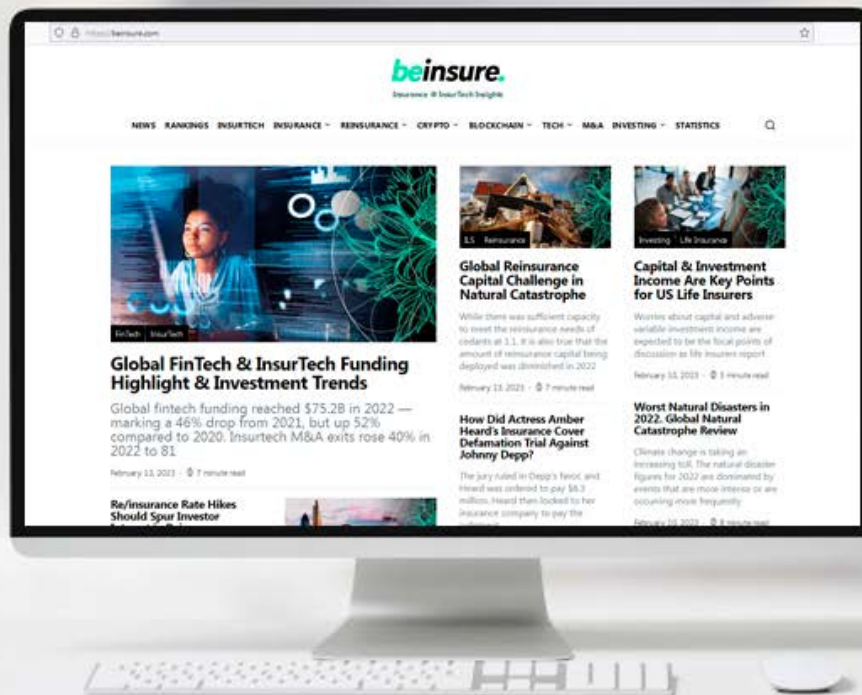 beinsure.com
beinsure.
Insurance & InsurTech Insights
NEWS RANKINGS INSURTECH INSURANCE REINSURANCE CRYPTO BLOCKCHAIN TECH M&A INVESTING STATISTICS
FinTech InsurTech
Global FinTech & InsurTech Funding
Highlight & Investment Trends
Global fintech funding reached $75.2B in 2022 —
marking a 46% drop from 2021, but up 52%
compared to 2020. Insurtech M&A exits rose 40% in
2022 to 81
February 13, 2023 · 7 minute read
Re/insurance Rate Hikes
Should Spur Investor
ILS Reinsurance
Global Reinsurance
Capital Challenge in
Natural Catastrophe
While there was sufficient capacity
to meet the reinsurance needs of
cedants at 1.1. it is also true that the
amount of reinsurance capital being
deployed was diminished in 2022
February 13, 2023 · 7 minute read
How Did Actress Amber
Heard's Insurance Cover
Defamation Trial Against
Johnny Depp?
The jury ruled in Depp's favor, and
Heard was ordered to pay
million. Heard then looked to her
insurance company to pay the
Investing Life Insurance
Capital & Investment
Income Are Key Points
for US Life Insurers
Worries about capital and adverse
variable investment income are
expected to be the focal points of
discussion as life insurers report
February 10, 2023 · minute read
Worst Natural Disasters in
2022. Global Natural
Catastrophe Review
Climate change is taking an
increasing toll. The natural disaster
figures for 2022 are dominated by
events that are more intense or are
occurring more frequently
February 10, 2023 · 8 minute read